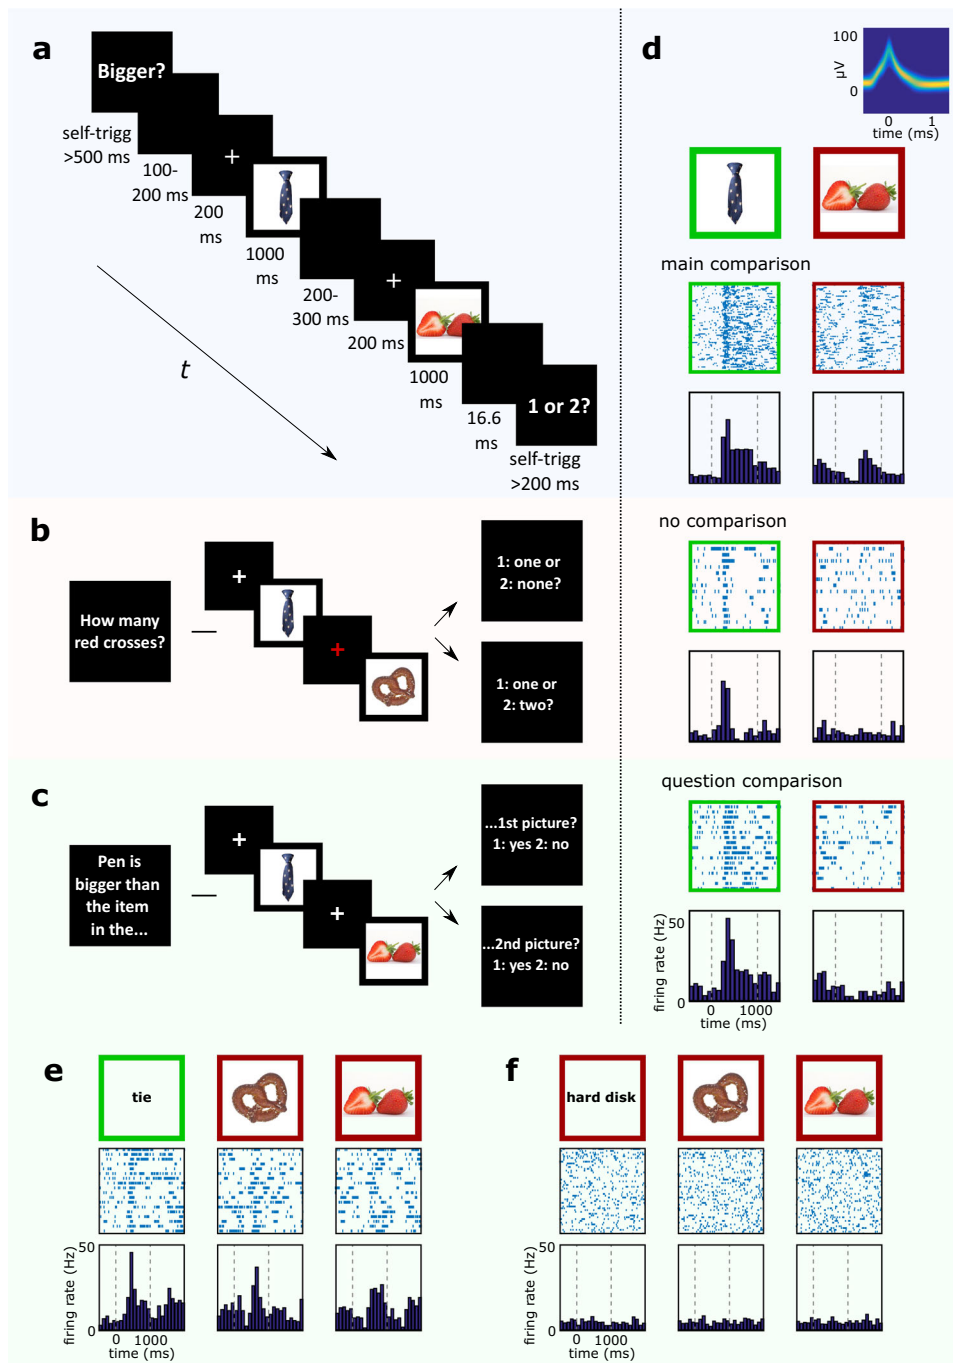 a
Bigger?
self-trigg
>500 ms
100-
200 ms
200
ms
1000
ms
200-
300 ms
200 ms
1000
ms
16.6
ms
1 or 2?
self-trigg
>200 ms
t
b
How many
red crosses?
1: one or
2: none?
1: one or
2: two?
c
Pen is
bigger than
the item
in the...
...1st picture?
1: yes 2: no
...2nd picture?
1: yes 2: no
d
100
µV
0
0 1
time (ms)
main comparison
no comparison
question comparison
50
firing rate (Hz)
0
0 1000
time (ms)
e
tie
50
firing rate (Hz)
0
0 1000
time (ms)
f
hard disk
50
firing rate (Hz)
0
0 1000
time (ms)